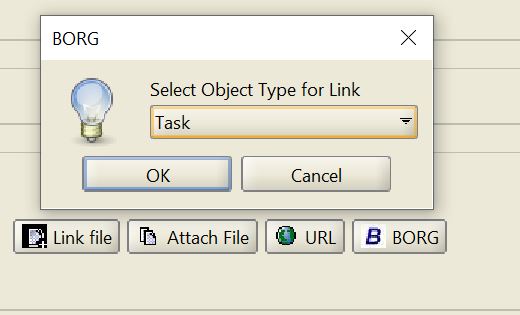 BORG
Select Object Type for Link
Task
OK Cancel
Link file Attach File URL B BORG